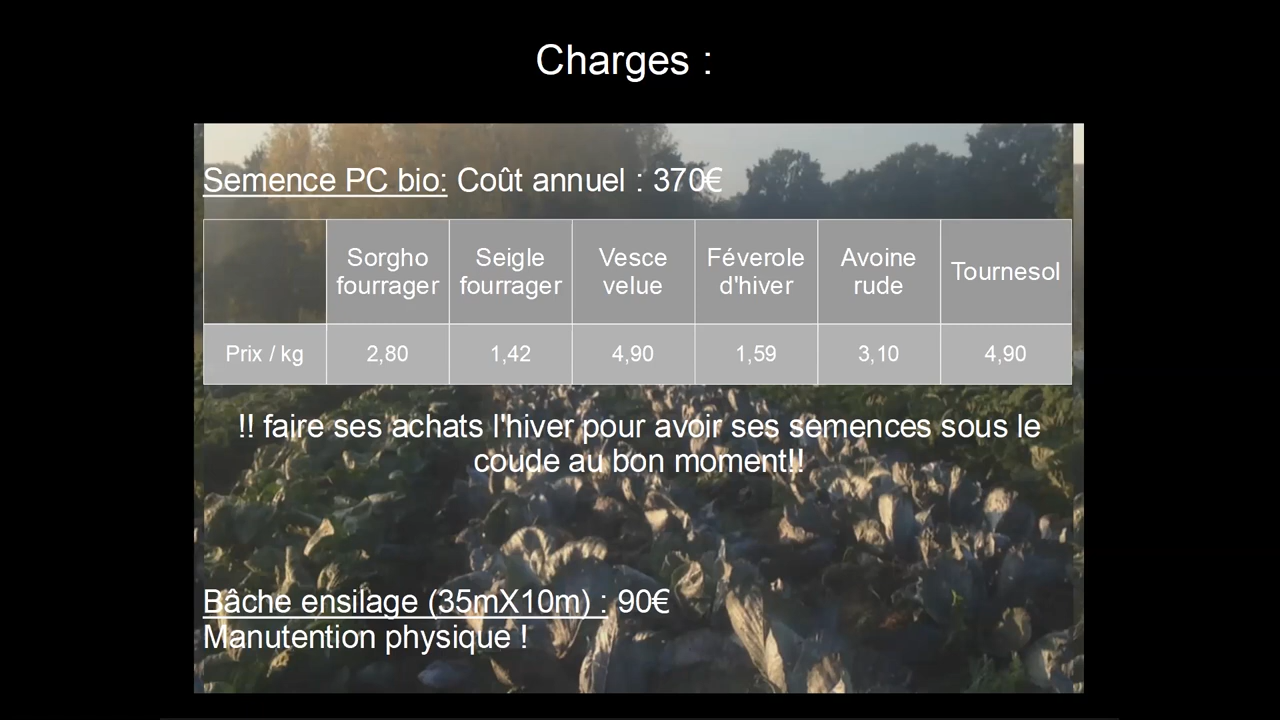 Charges :
Semence PC bio: Coût annuel : 370€
Sorgho fourrager Seigle fourrager Vesce velue Féverole d'hiver Avoine rude Tournesol
Prix / kg 2,80 1,42 4,90 1,59 3,10 4,90
!! faire ses achats l'hiver pour avoir ses semences sous le
coude au bon moment!!
Bâche ensilage (35mX10m) : 90€
Manutention physique !